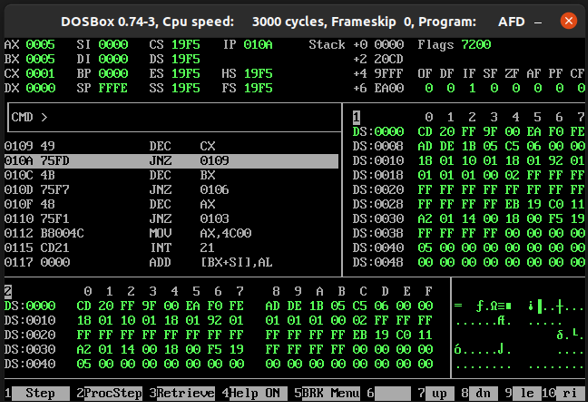 DOSBox 0.74-3, Cpu speed: 3000 cycles, Frameskip 0, Program: AFD
AX 0005 SI 0000 CS 19F5 IP 010A Stack +0 0000 Flags 7200
BX 0005 DI 0000 DS 19F5 +2 20CD
CX 0001 BP 0000 ES 19F5 HS 19F5 +4 9FFF OF DF IF SF ZF AF PF CF
DX 0000 SP FFFE SS 19F5 FS 19F5 +6 EA00 0 0 1 0 0 0 0 0
CMD >
0109 49 DEC CX
010A 75FD JNZ 0109
010C 4B DEC BX
010D 75F7 JNZ 0106
010F 48 DEC AX
0110 75F1 JNZ 0103
0112 B8004C MOV AX,4C00
0115 CD21 INT 21
0117 0000 ADD [BX+SI],AL
1 0 1 2 3 4 5 6 7
DS:0000 CD 20 FF 9F 00 EA F0 FE
DS:0008 AD DE 1B 05 C5 06 00 00
DS:0010 18 01 10 01 18 01 92 01
DS:0018 01 01 01 00 02 FF FF FF
DS:0020 FF FF FF FF FF FF FF FF
DS:0028 FF FF FF FF EB 19 C0 11
DS:0030 A2 01 14 00 18 00 F5 19
DS:0038 FF FF FF FF 00 00 00 00
DS:0040 05 00 00 00 00 00 00 00
DS:0048 00 00 00 00 00 00 00 00
2 0 1 2 3 4 5 6 7 8 9 A B C D E F
DS:0000 CD 20 FF 9F 00 EA F0 FE AD DE 1B 05 C5 06 00 00
DS:0010 18 01 10 01 18 01 92 01 01 01 01 00 02 FF FF FF
DS:0020 FF FF FF FF FF FF FF FF FF FF FF FF EB 19 C0 11
DS:0030 A2 01 14 00 18 00 F5 19 FF FF FF FF 00 00 00 00
DS:0040 05 00 00 00 00 00 00 00 00 00 00 00 00 00 00 00
1 Step 2ProcStep 3Retrieve 4Help ON 5BRK Menu 6 7 up 8 dn 9 le 10 ri